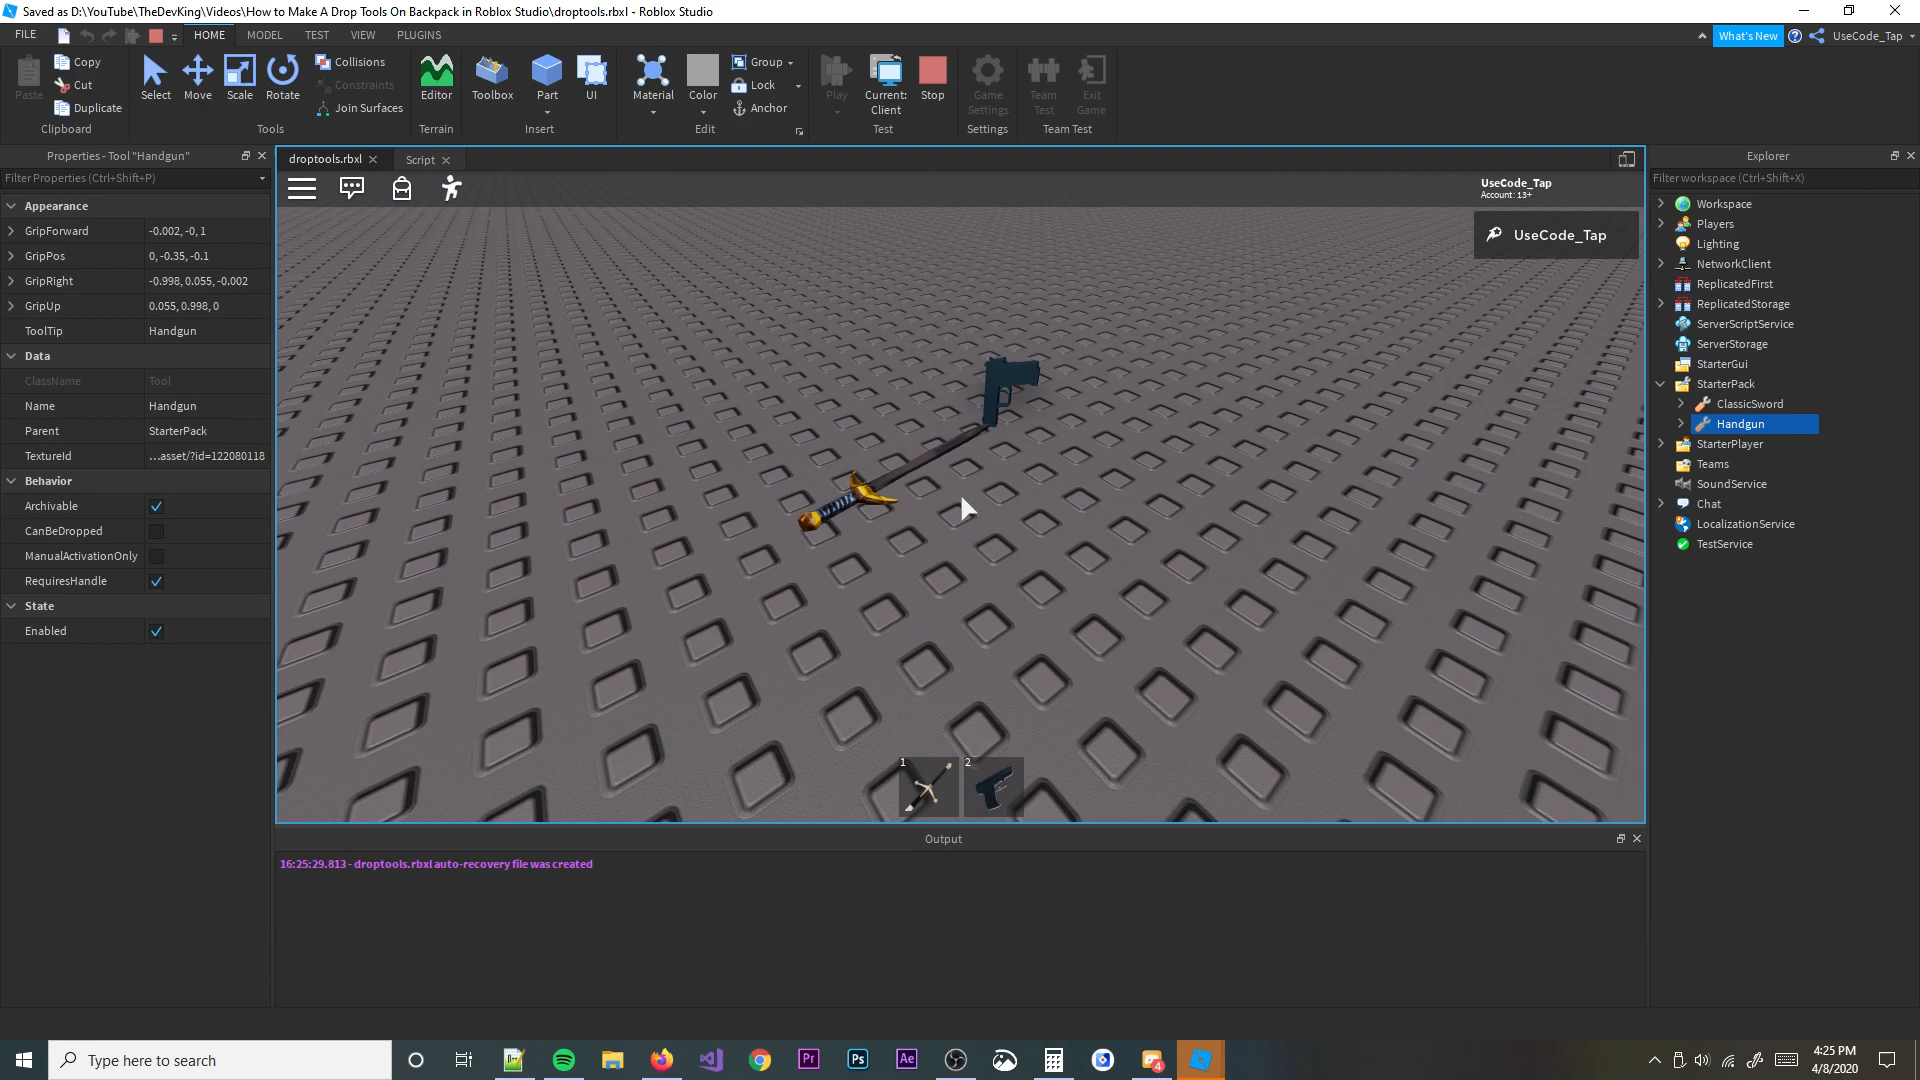 Saved as D:\YouTube\TheDevKing\Videos\How to Make A Drop Tools On Backpack in Roblox Studio\droptools.rbxl - Roblox Studio
FILE HOME MODEL TEST VIEW PLUGINS What's New UseCode_Tap
Paste Copy Cut Duplicate Clipboard
Select Move Scale Rotate Collisions Constraints Join Surfaces Tools
Editor Terrain
Toolbox Part UI Insert
Material Color Group Lock Anchor Edit
Play Current: Client Stop Test
Game Settings Settings
Team Test Exit Game Team Test
Properties - Tool "Handgun"
Filter Properties (Ctrl+Shift+P)
Appearance
GripForward -0.002, -0, 1
GripPos 0, -0.35, -0.1
GripRight -0.998, 0.055, -0.002
GripUp 0.055, 0.998, 0
ToolTip Handgun
Data
ClassName Tool
Name Handgun
Parent StarterPack
TextureId ...asset/?id=122080118
Behavior
Archivable
CanBeDropped
ManualActivationOnly
RequiresHandle
State
Enabled
droptools.rbxl Script
UseCode_Tap
Account: 13+
UseCode_Tap
1 2
Output
16:25:29.813 - droptools.rbxl auto-recovery file was created
Explorer
Filter workspace (Ctrl+Shift+X)
Workspace
Players
Lighting
NetworkClient
ReplicatedFirst
ReplicatedStorage
ServerScriptService
ServerStorage
StarterGui
StarterPack
ClassicSword
Handgun
StarterPlayer
Teams
SoundService
Chat
LocalizationService
TestService
Type here to search
Pr Ps Ae 4
4:25 PM
4/8/2020